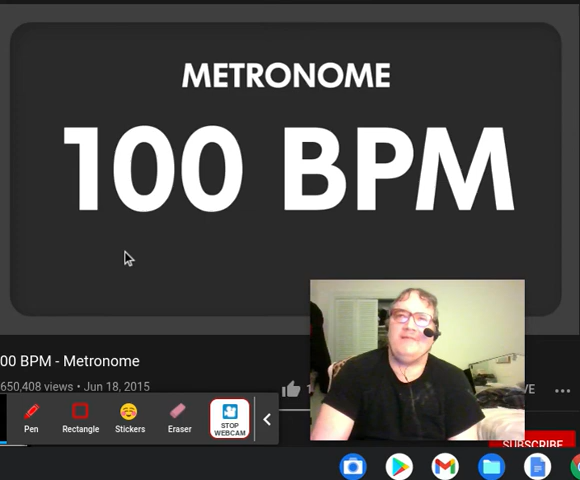 METRONOME
100 BPM
00 BPM - Metronome
650,408 views • Jun 18, 2015
VE
Pen
Rectangle
Stickers
Eraser
STOP
WEBCAM
SUBSCRIBE